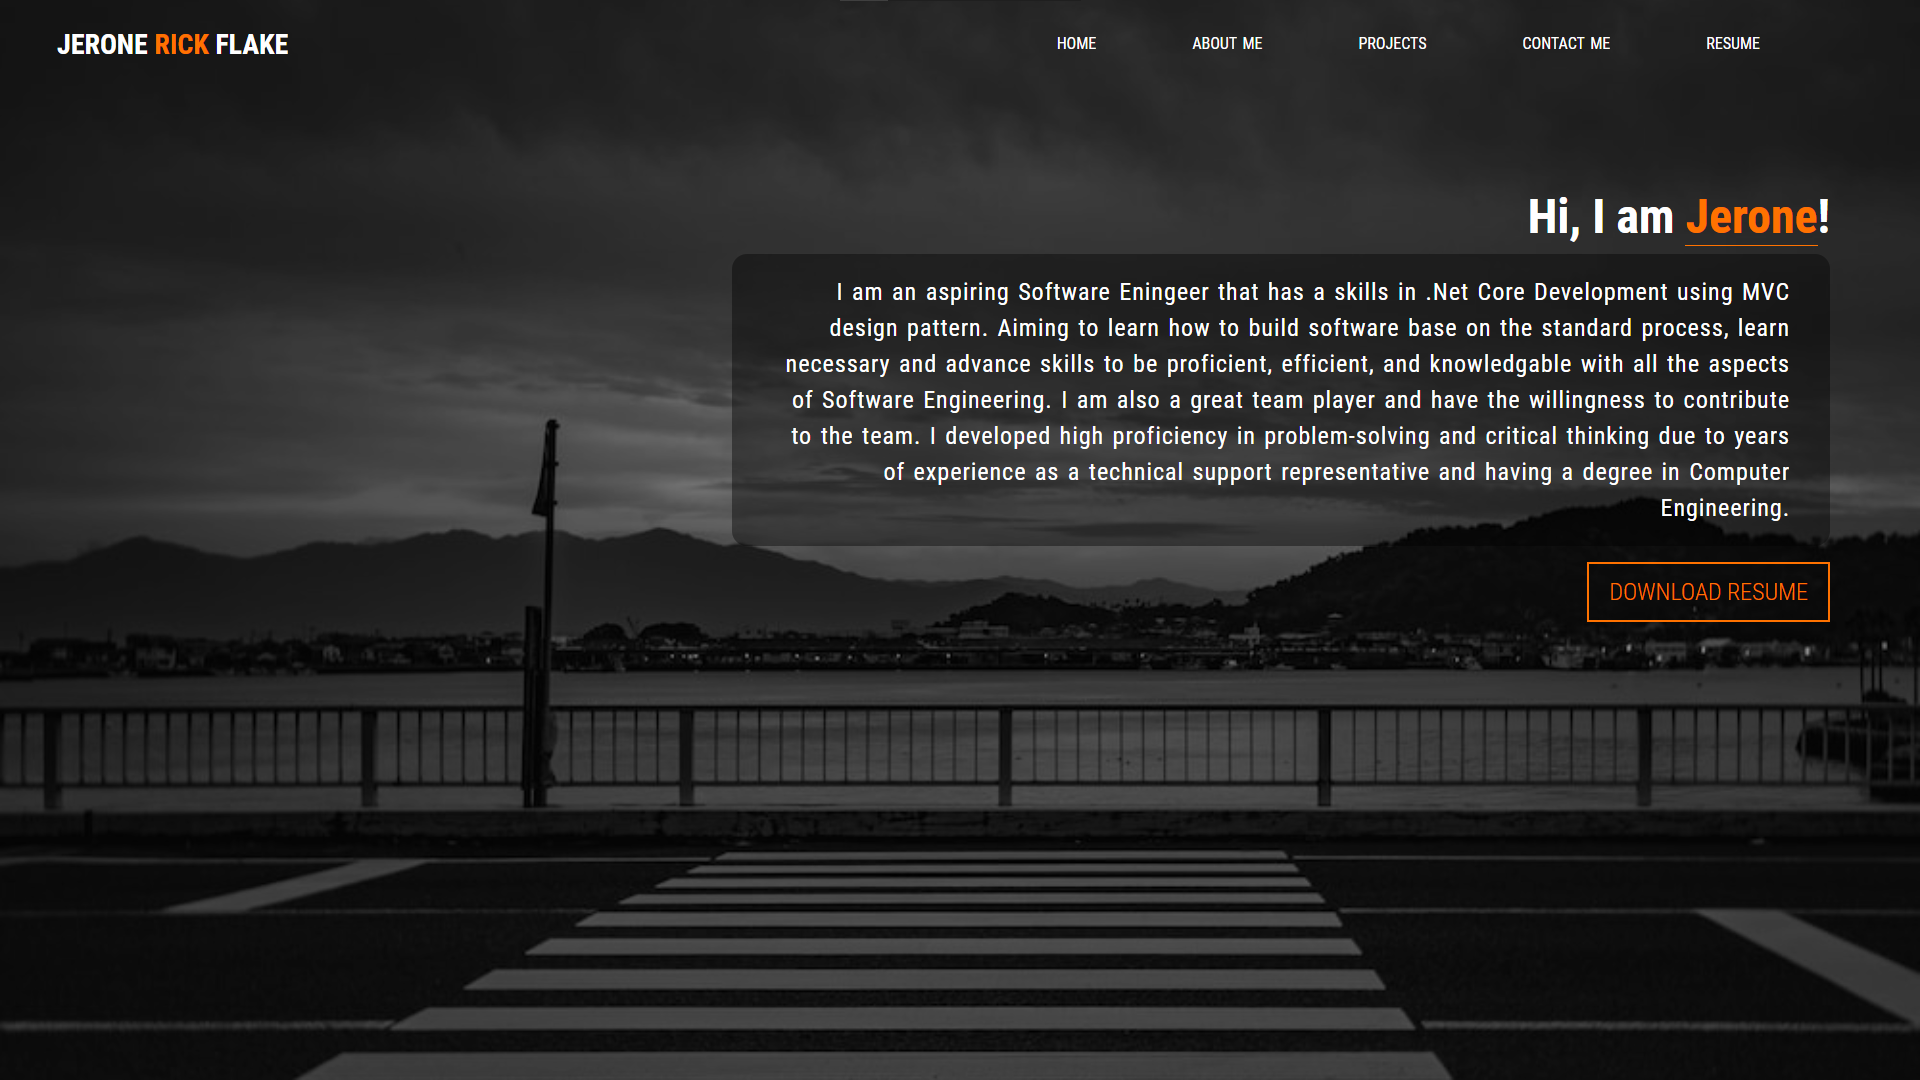 JERONE RICK FLAKE
HOME ABOUT ME PROJECTS CONTACT ME RESUME
Hi, I am Jerone!
I am an aspiring Software Eningeer that has a skills in .Net Core Development using MVC
design pattern. Aiming to learn how to build software base on the standard process, learn
necessary and advance skills to be proficient, efficient, and knowledgable with all the aspects
of Software Engineering. I am also a great team player and have the willingness to contribute
to the team. I developed high proficiency in problem-solving and critical thinking due to years
of experience as a technical support representative and having a degree in Computer
Engineering.
DOWNLOAD RESUME